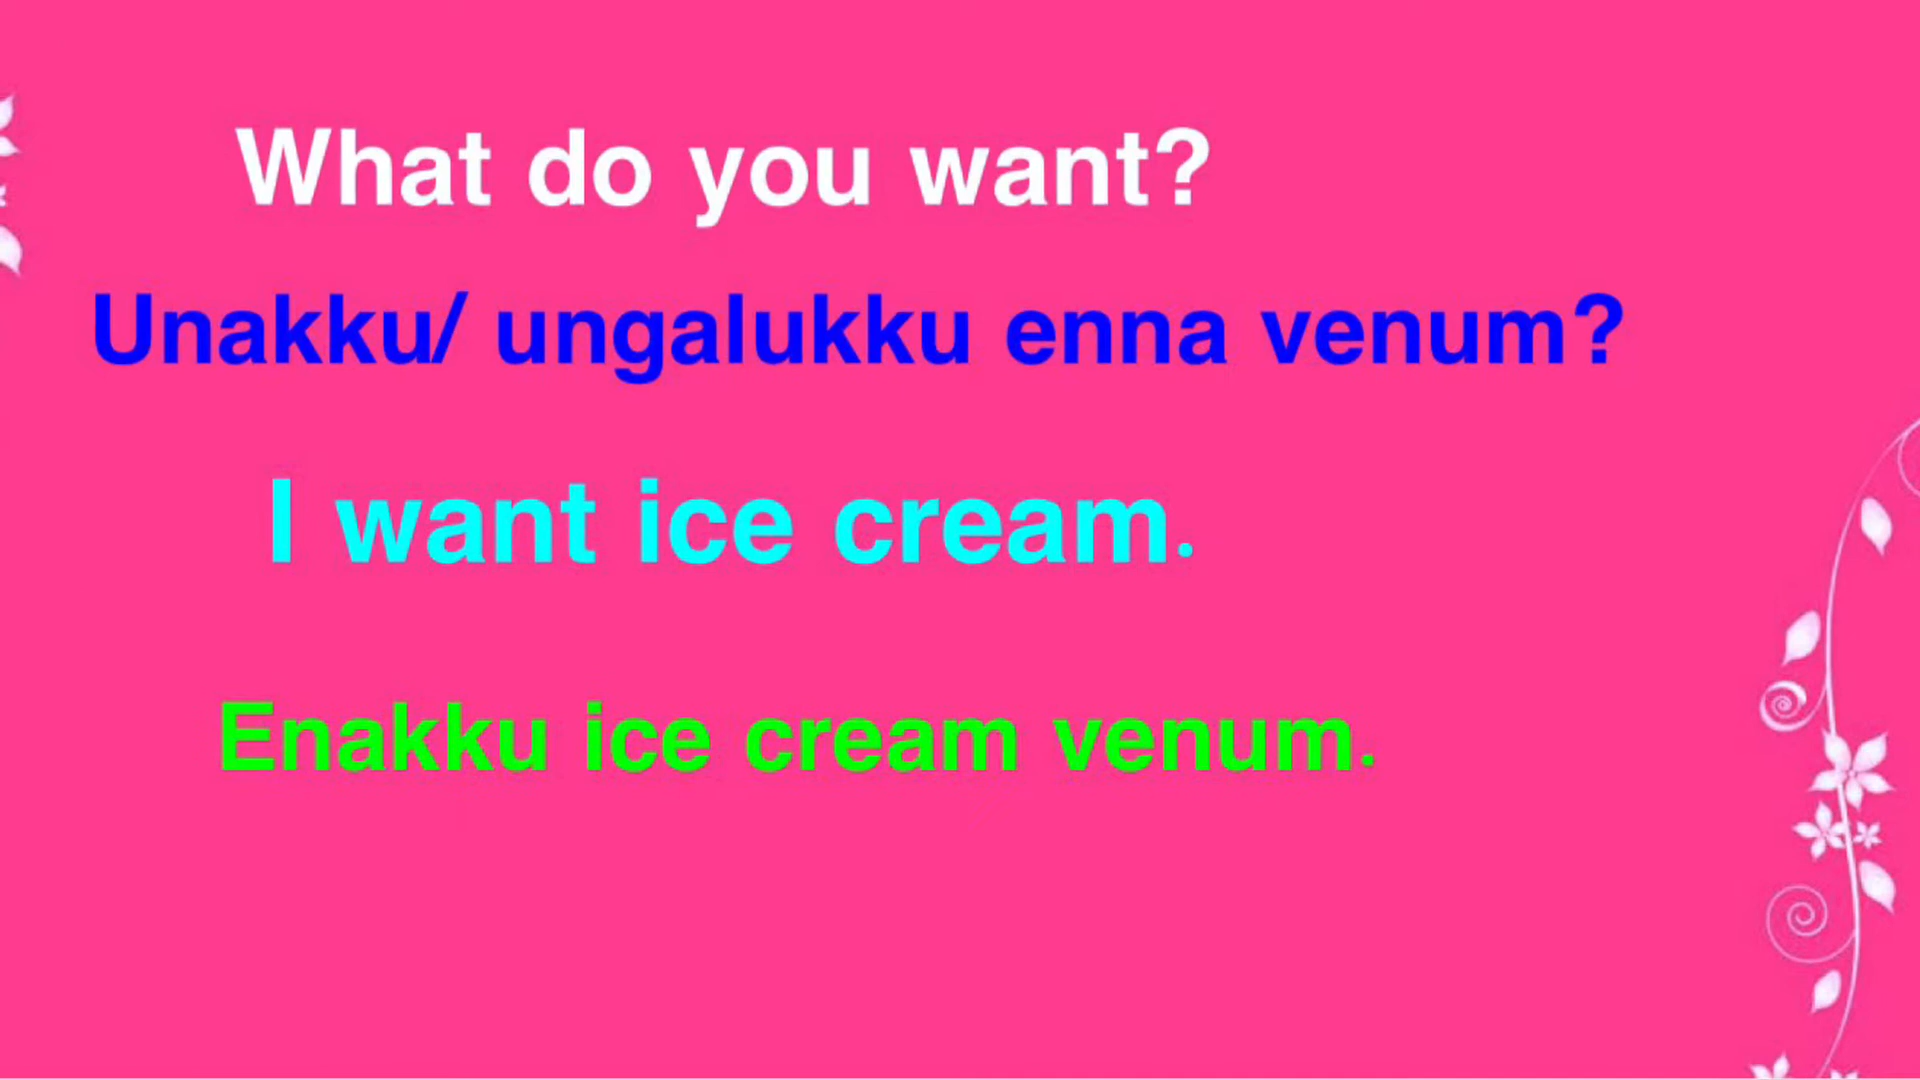 What do you want?
Unakku/ ungalukku enna venum?
I want ice cream.
Enakku ice cream venum.